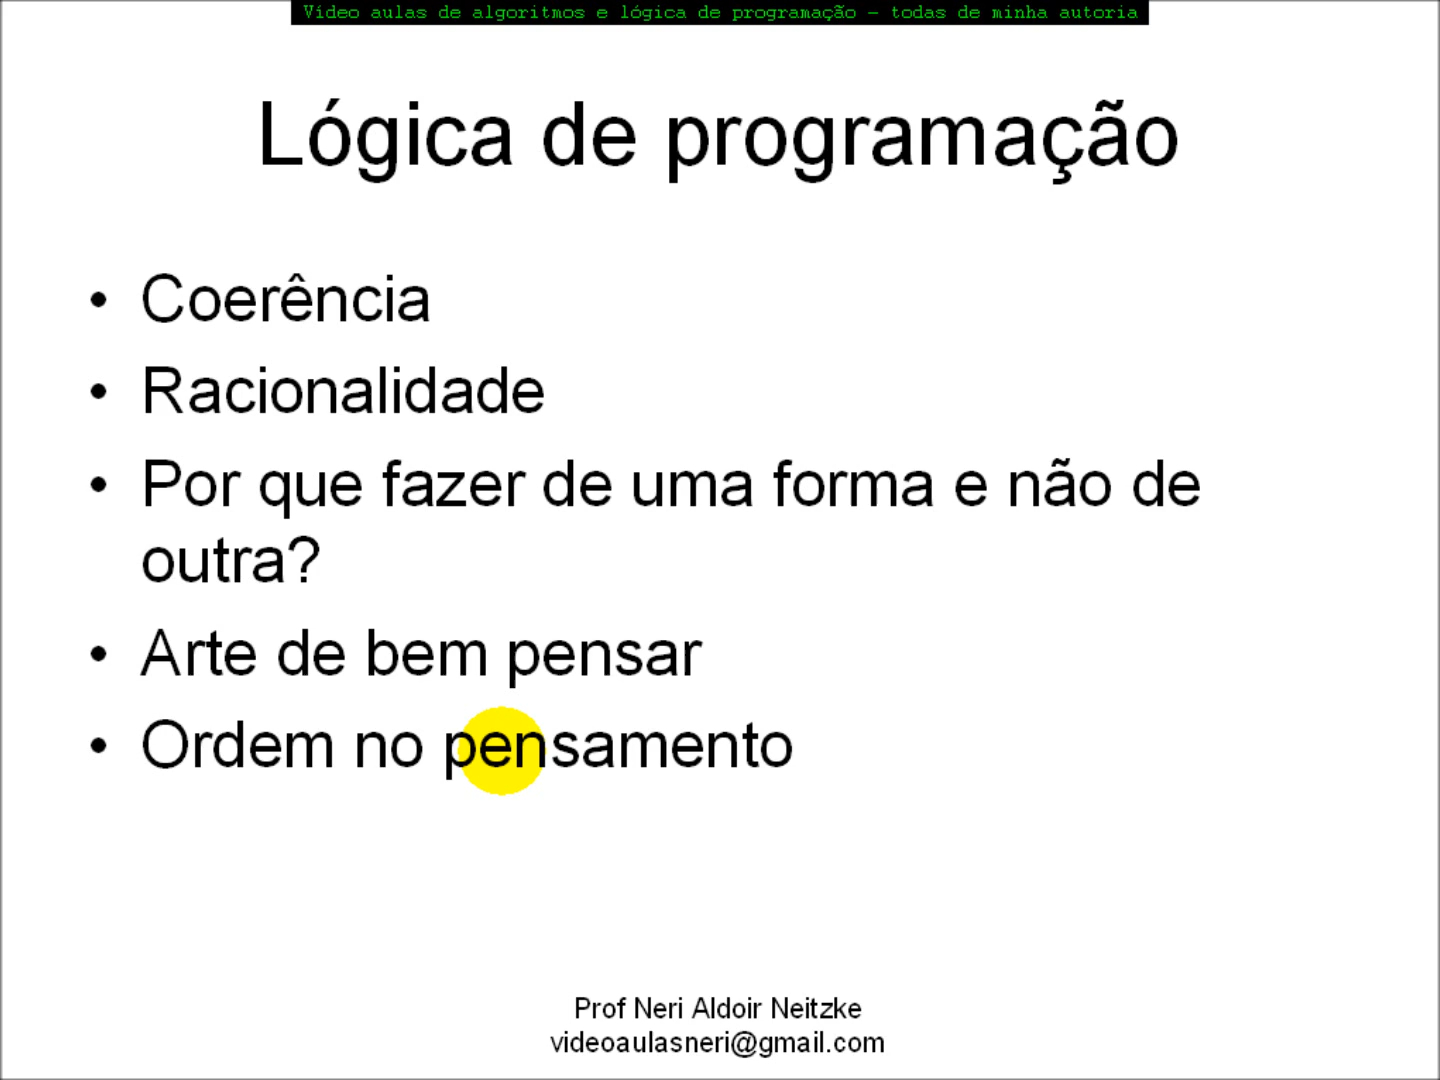 Vídeo aulas de algoritmos e lógica de programação - todas de minha autoria
Lógica de programação
• Coerência
• Racionalidade
• Por que fazer de uma forma e não de
outra?
• Arte de bem pensar
• Ordem no pensamento
Prof Neri Aldoir Neitzke
videoaulasneri@gmail.com